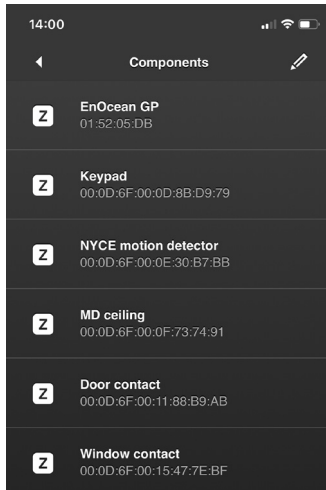 14:00
Components
Z
EnOcean GP
01:52:05:DB
Z
Keypad
00:0D:6F:00:0D:8B:D9:79
Z
NYCE motion detector
00:0D:6F:00:0E:30:B7:BB
Z
MD ceiling
00:0D:6F:00:0F:73:74:91
Z
Door contact
00:0D:6F:00:11:88:B9:AB
Z
Window contact
00:0D:6F:00:15:47:7E:BF